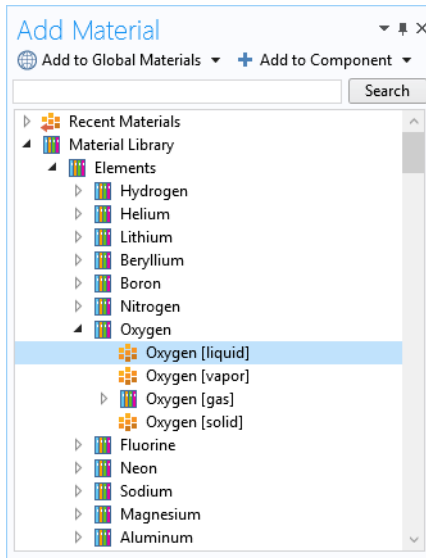 Add Material
Add to Global Materials + Add to Component
Search
Recent Materials
Material Library
Elements
Hydrogen
Helium
Lithium
Beryllium
Boron
Nitrogen
Oxygen
Oxygen [liquid]
Oxygen [vapor]
Oxygen [gas]
Oxygen [solid]
Fluorine
Neon
Sodium
Magnesium
Aluminum